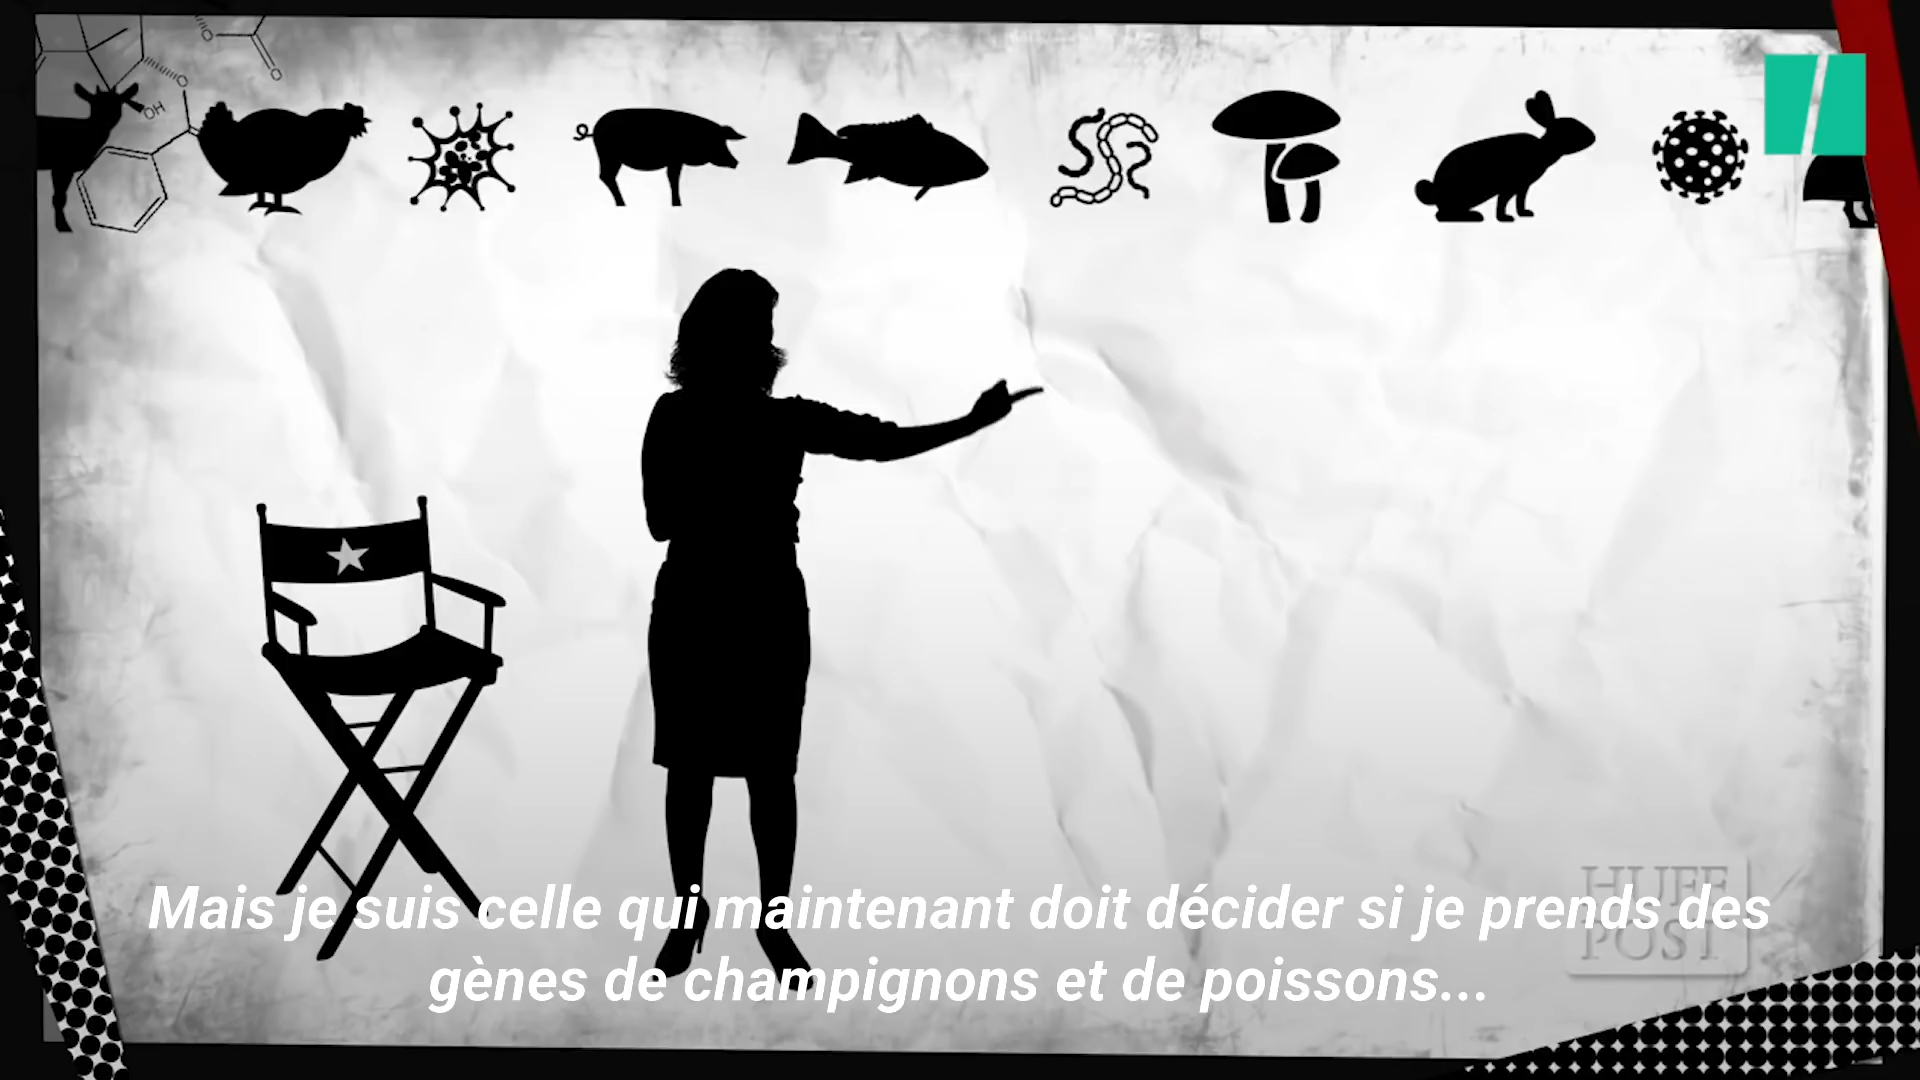 O
O
O
OH
HUFF
POST
Mais je suis celle qui maintenant doit décider si je prends des
gènes de champignons et de poissons...